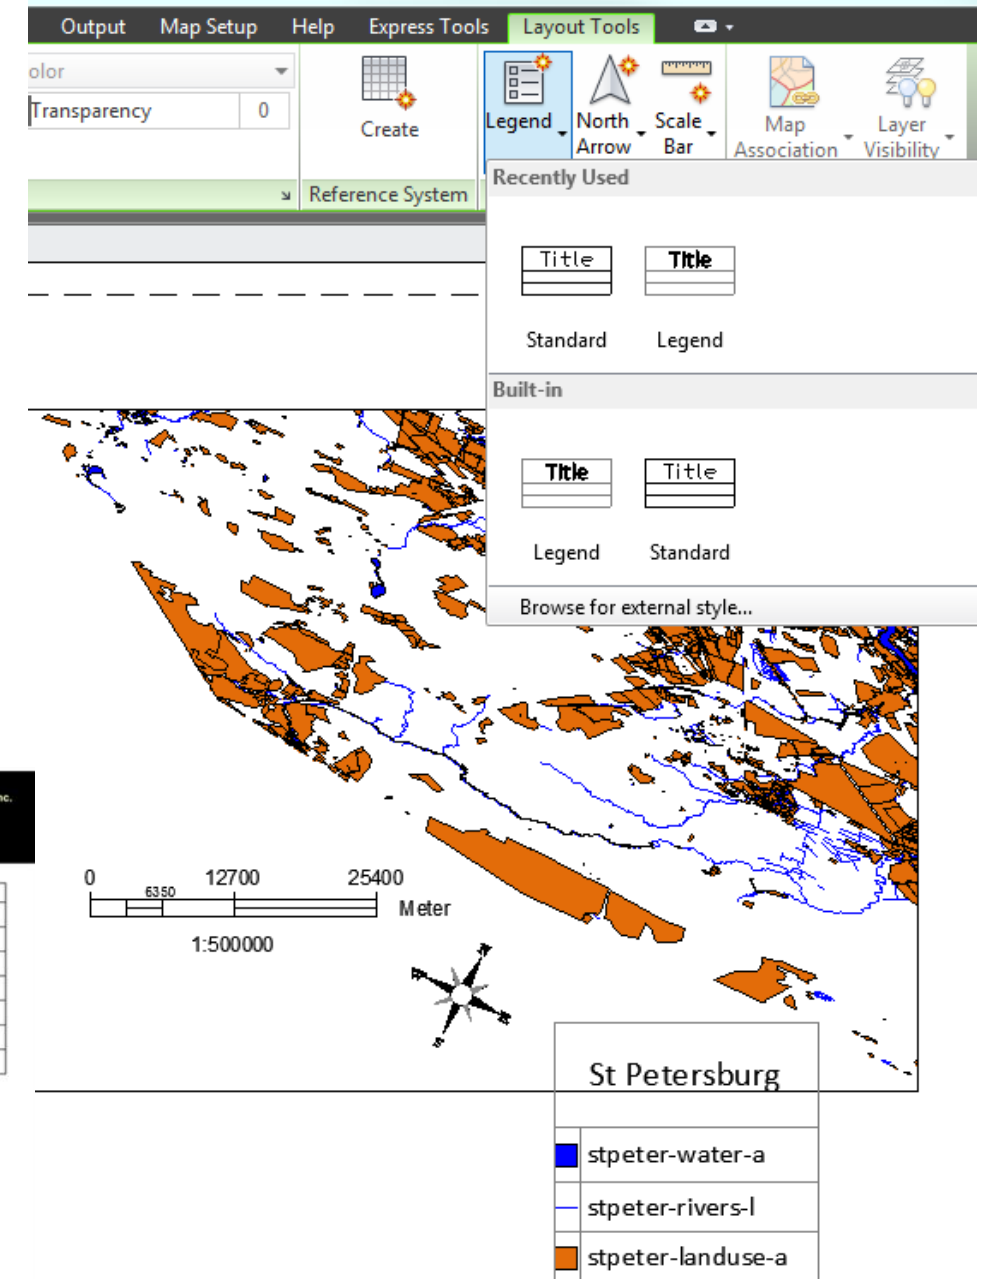 Output Map Setup Help Express Tools Layout Tools
olor
Transparency 0
Create
Legend
North Arrow
Scale Bar
Map Association
Layer Visibility
Reference System
Recently Used
Title Title
Standard Legend
Built-in
Title Title
Legend Standard
Browse for external style...
nc.
0 6350 12700 25400
Meter
1:500000
St Petersburg
stpeter-water-a
stpeter-rivers-l
stpeter-landuse-a